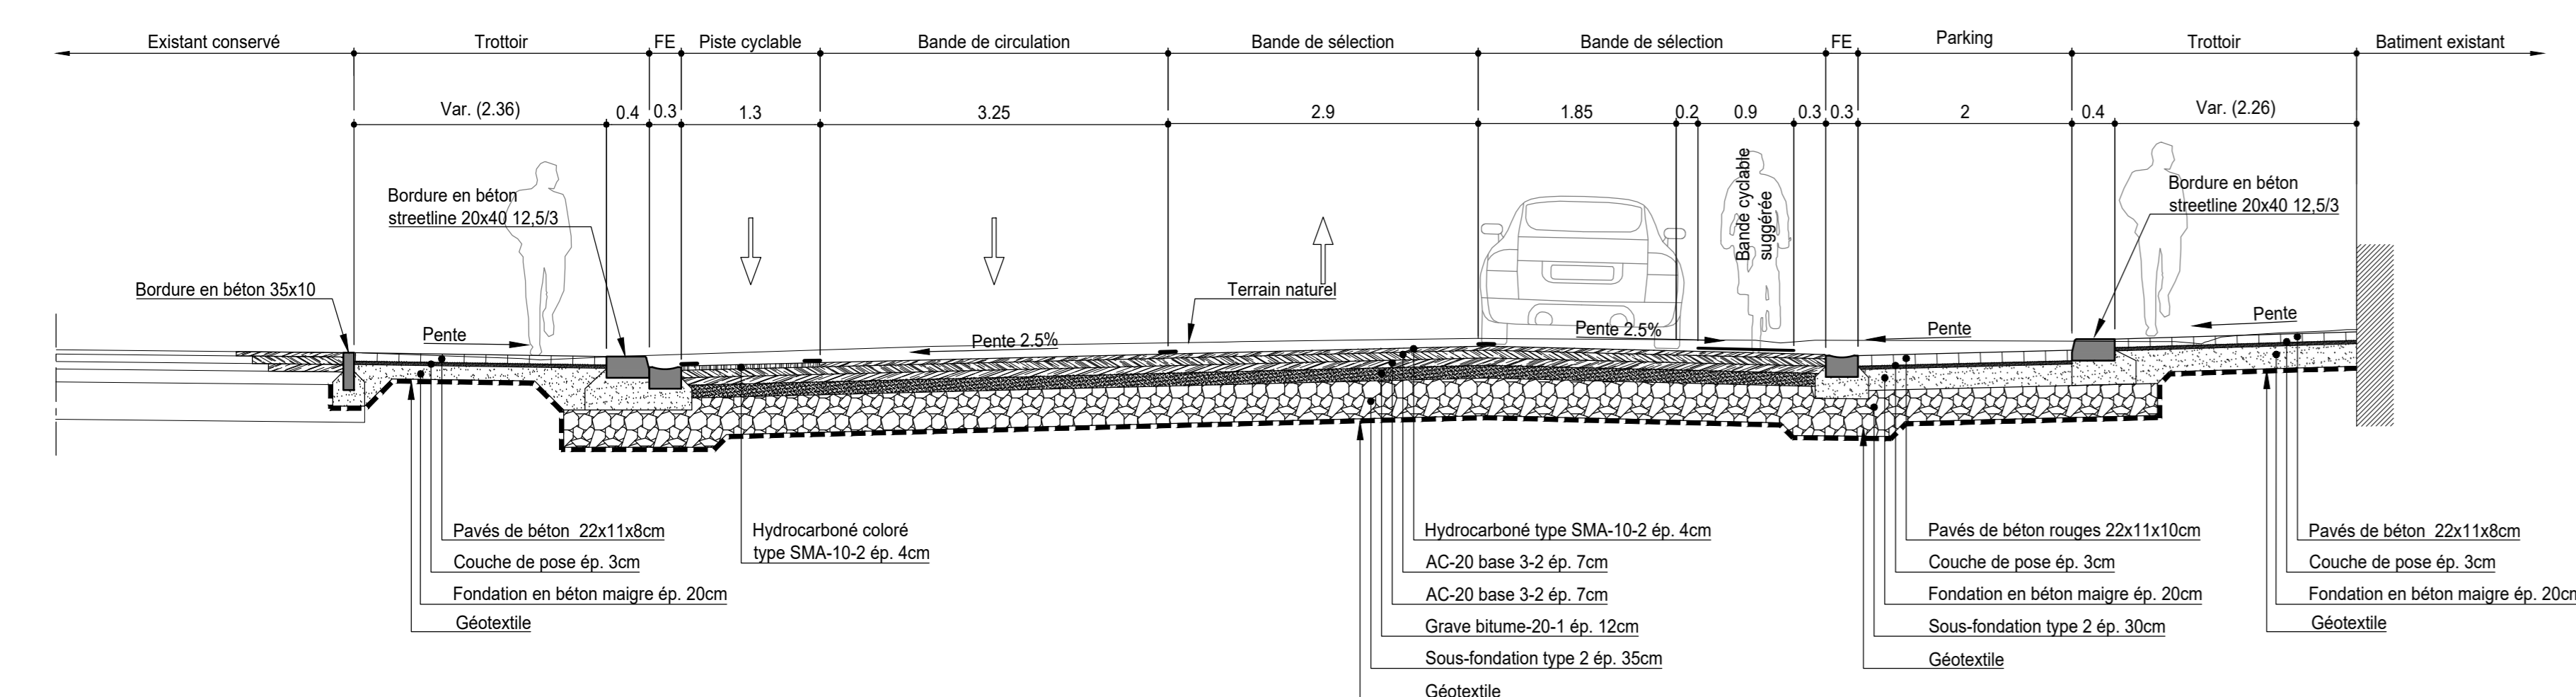 Existant conservé
Trottoir
FE
Piste cyclable
Bande de circulation
Bande de sélection
Bande de sélection
FE
Parking
Trottoir
Batiment existant
Var. (2.36)
0.4
0.3
1.3
3.25
2.9
1.85
0.2
0.9
0.3
0.3
2
0.4
Var. (2.26)
Bordure en béton
streetline 20x40 12,5/3
Bande cyclable
suggérée
Bordure en béton
streetline 20x40 12,5/3
Bordure en béton 35x10
Terrain naturel
Pente
Pente 2.5%
Pente 2.5%
Pente
Pente
Pavés de béton 22x11x8cm
Couche de pose ép. 3cm
Fondation en béton maigre ép. 20cm
Géotextile
Hydrocarboné coloré
type SMA-10-2 ép. 4cm
Hydrocarboné type SMA-10-2 ép. 4cm
AC-20 base 3-2 ép. 7cm
AC-20 base 3-2 ép. 7cm
Grave bitume-20-1 ép. 12cm
Sous-fondation type 2 ép. 35cm
Géotextile
Pavés de béton rouges 22x11x10cm
Couche de pose ép. 3cm
Fondation en béton maigre ép. 20cm
Sous-fondation type 2 ép. 30cm
Géotextile
Pavés de béton 22x11x8cm
Couche de pose ép. 3cm
Fondation en béton maigre ép. 20cm
Géotextile